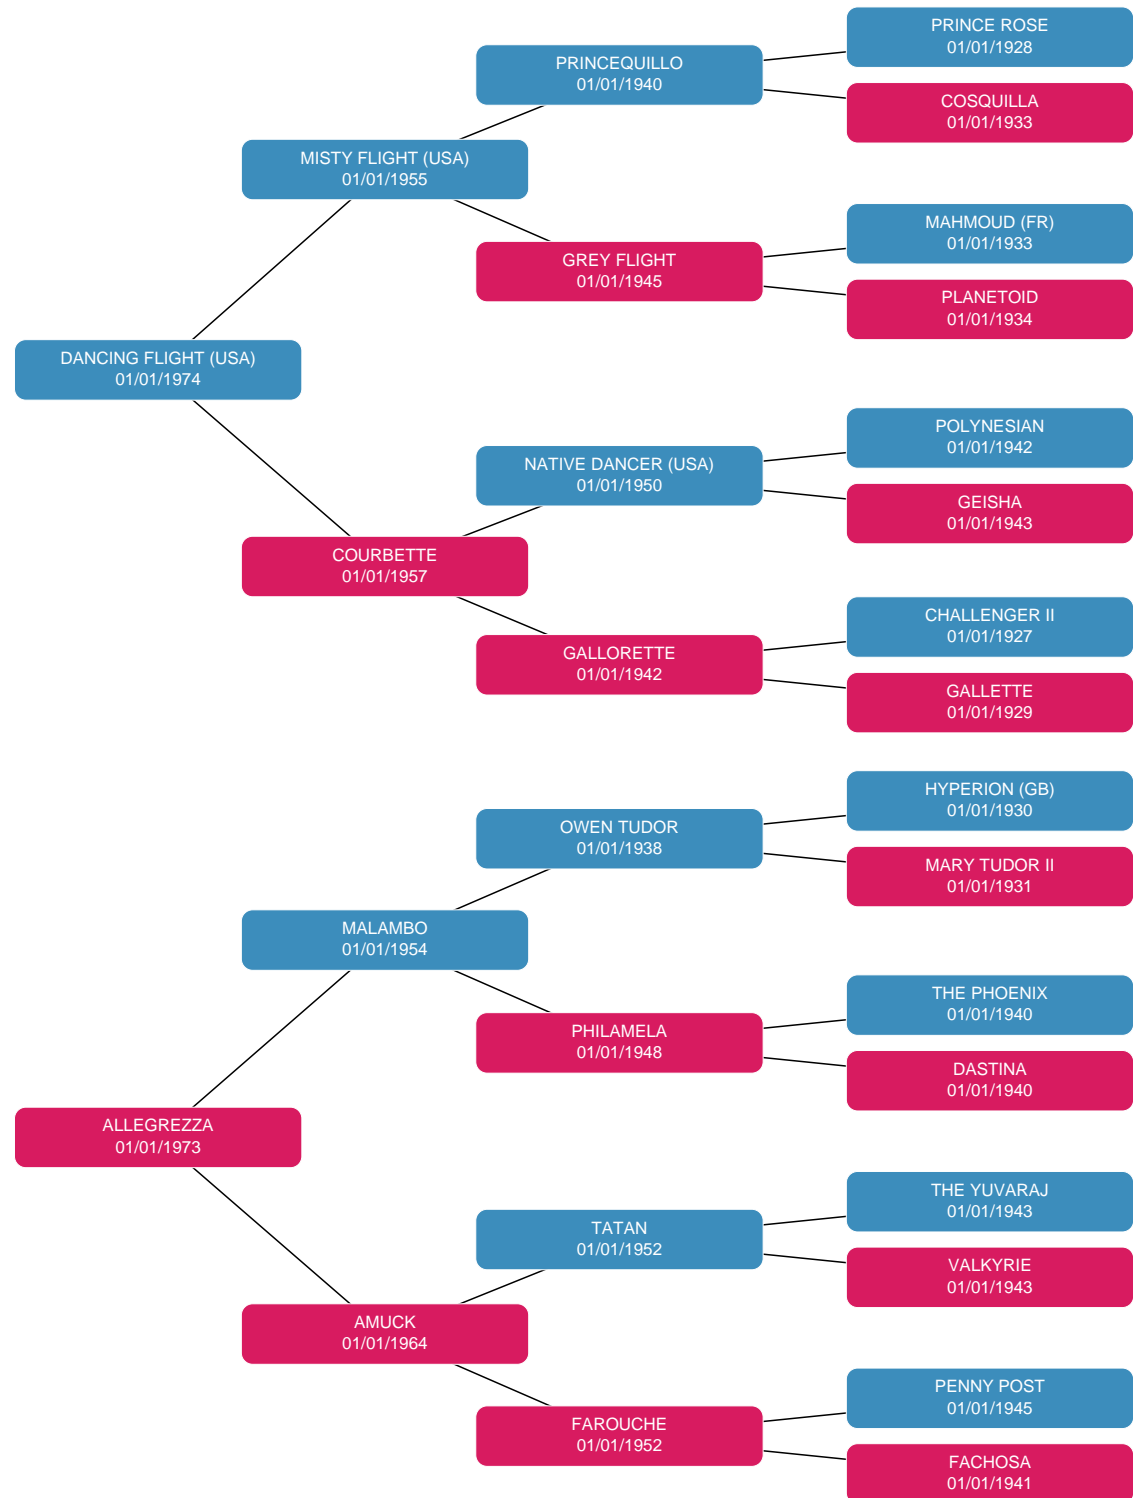 PRINCE ROSE
01/01/1928
PRINCEQUILLO
01/01/1940
COSQUILLA
01/01/1933
MISTY FLIGHT (USA)
01/01/1955
MAHMOUD (FR)
01/01/1933
GREY FLIGHT
01/01/1945
PLANETOID
01/01/1934
DANCING FLIGHT (USA)
01/01/1974
POLYNESIAN
01/01/1942
NATIVE DANCER (USA)
01/01/1950
GEISHA
01/01/1943
COURBETTE
01/01/1957
CHALLENGER II
01/01/1927
GALLORETTE
01/01/1942
GALLETTE
01/01/1929
HYPERION (GB)
01/01/1930
OWEN TUDOR
01/01/1938
MARY TUDOR II
01/01/1931
MALAMBO
01/01/1954
THE PHOENIX
01/01/1940
PHILAMELA
01/01/1948
DASTINA
01/01/1940
ALLEGREZZA
01/01/1973
THE YUVARAJ
01/01/1943
TATAN
01/01/1952
VALKYRIE
01/01/1943
AMUCK
01/01/1964
PENNY POST
01/01/1945
FAROUCHE
01/01/1952
FACHOSA
01/01/1941